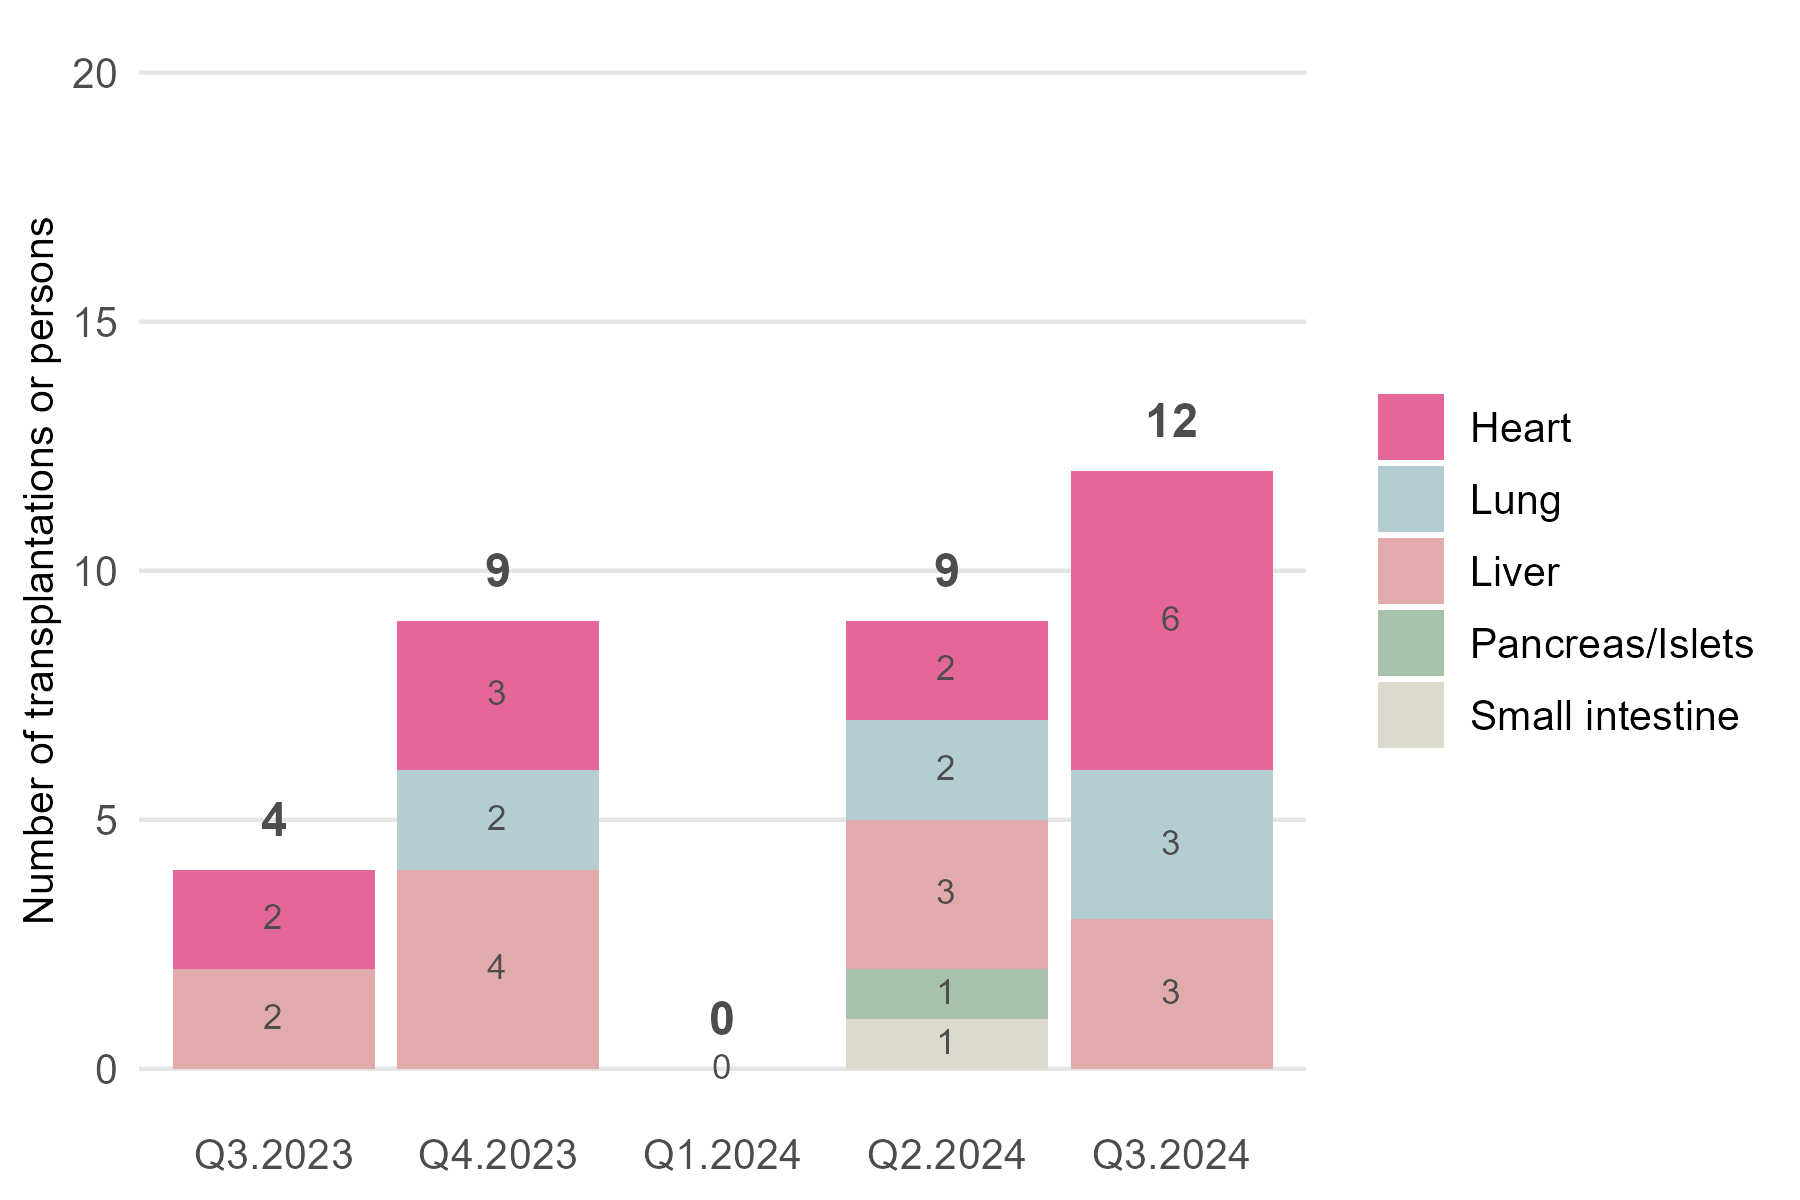 Number of transplantations or persons
20
15
10
5
0
4
2
2
9
3
2
4
0
0
9
2
2
3
1
1
12
6
3
3
Q3.2023
Q4.2023
Q1.2024
Q2.2024
Q3.2024
Heart
Lung
Liver
Pancreas/Islets
Small intestine